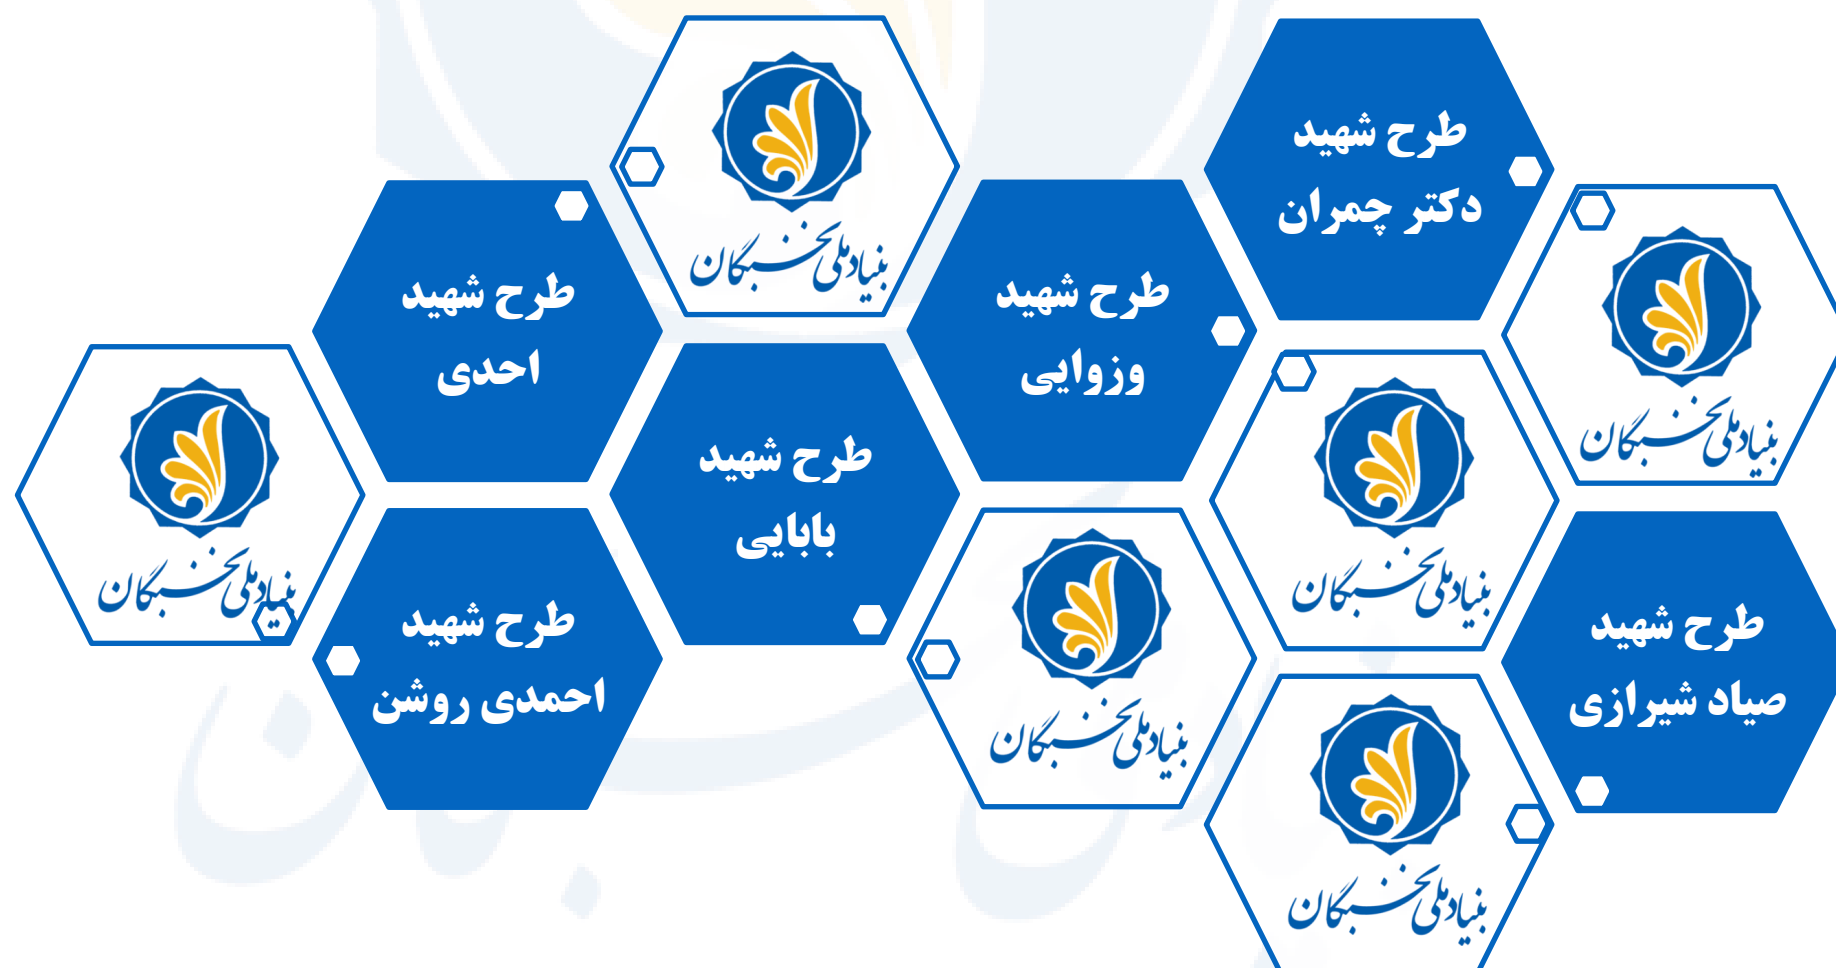 طرح شهید
دکتر چمران
بنیاد ملی نخبگان
طرح شهید
وزوایی
بنیاد ملی نخبگان
طرح شهید
احدی
بنیاد ملی نخبگان
طرح شهید
بابایی
بنیاد ملی نخبگان
طرح شهید
صیاد شیرازی
بنیاد ملی نخبگان
طرح شهید
احمدی روشن
بنیاد ملی نخبگان